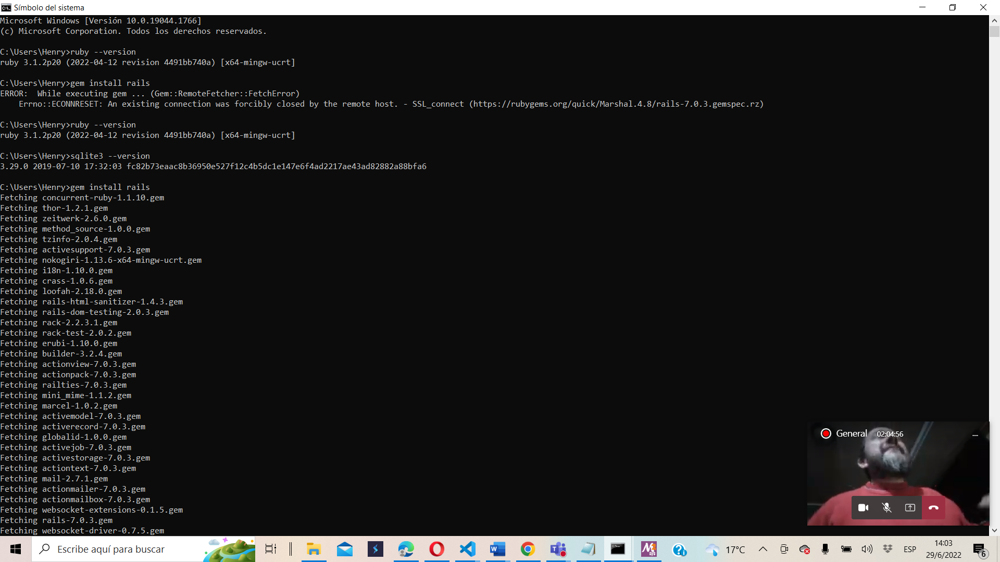 Símbolo del sistema
Microsoft Windows [Versión 10.0.19044.1766]
(c) Microsoft Corporation. Todos los derechos reservados.
C:\Users\Henry>ruby --version
ruby 3.1.2p20 (2022-04-12 revision 4491bb740a) [x64-mingw-ucrt]
C:\Users\Henry>gem install rails
ERROR:  While executing gem ... (Gem::RemoteFetcher::FetchError)
    Errno::ECONNRESET: An existing connection was forcibly closed by the remote host. - SSL_connect (https://rubygems.org/quick/Marshal.4.8/rails-7.0.3.gemspec.rz)
C:\Users\Henry>ruby --version
ruby 3.1.2p20 (2022-04-12 revision 4491bb740a) [x64-mingw-ucrt]
C:\Users\Henry>sqlite3 --version
3.29.0 2019-07-10 17:32:03 fc82b73eaac8b36950e527f12c4b5dc1e147e6f4ad2217ae43ad82882a88bfa6
C:\Users\Henry>gem install rails
Fetching concurrent-ruby-1.1.10.gem
Fetching thor-1.2.1.gem
Fetching zeitwerk-2.6.0.gem
Fetching method_source-1.0.0.gem
Fetching tzinfo-2.0.4.gem
Fetching activesupport-7.0.3.gem
Fetching nokogiri-1.13.6-x64-mingw-ucrt.gem
Fetching i18n-1.10.0.gem
Fetching crass-1.0.6.gem
Fetching loofah-2.18.0.gem
Fetching rails-html-sanitizer-1.4.3.gem
Fetching rails-dom-testing-2.0.3.gem
Fetching rack-2.2.3.1.gem
Fetching rack-test-2.0.2.gem
Fetching erubi-1.10.0.gem
Fetching builder-3.2.4.gem
Fetching actionview-7.0.3.gem
Fetching actionpack-7.0.3.gem
Fetching railties-7.0.3.gem
Fetching mini_mime-1.1.2.gem
Fetching marcel-1.0.2.gem
Fetching activemodel-7.0.3.gem
Fetching activerecord-7.0.3.gem
Fetching globalid-1.0.0.gem
Fetching activejob-7.0.3.gem
Fetching activestorage-7.0.3.gem
Fetching actiontext-7.0.3.gem
Fetching mail-2.7.1.gem
Fetching actionmailer-7.0.3.gem
Fetching actionmailbox-7.0.3.gem
Fetching websocket-extensions-0.1.5.gem
Fetching rails-7.0.3.gem
Fetching websocket-driver-0.7.5.gem
General 02:04:56
Escribe aquí para buscar
17°C
ESP
14:03
29/6/2022
6